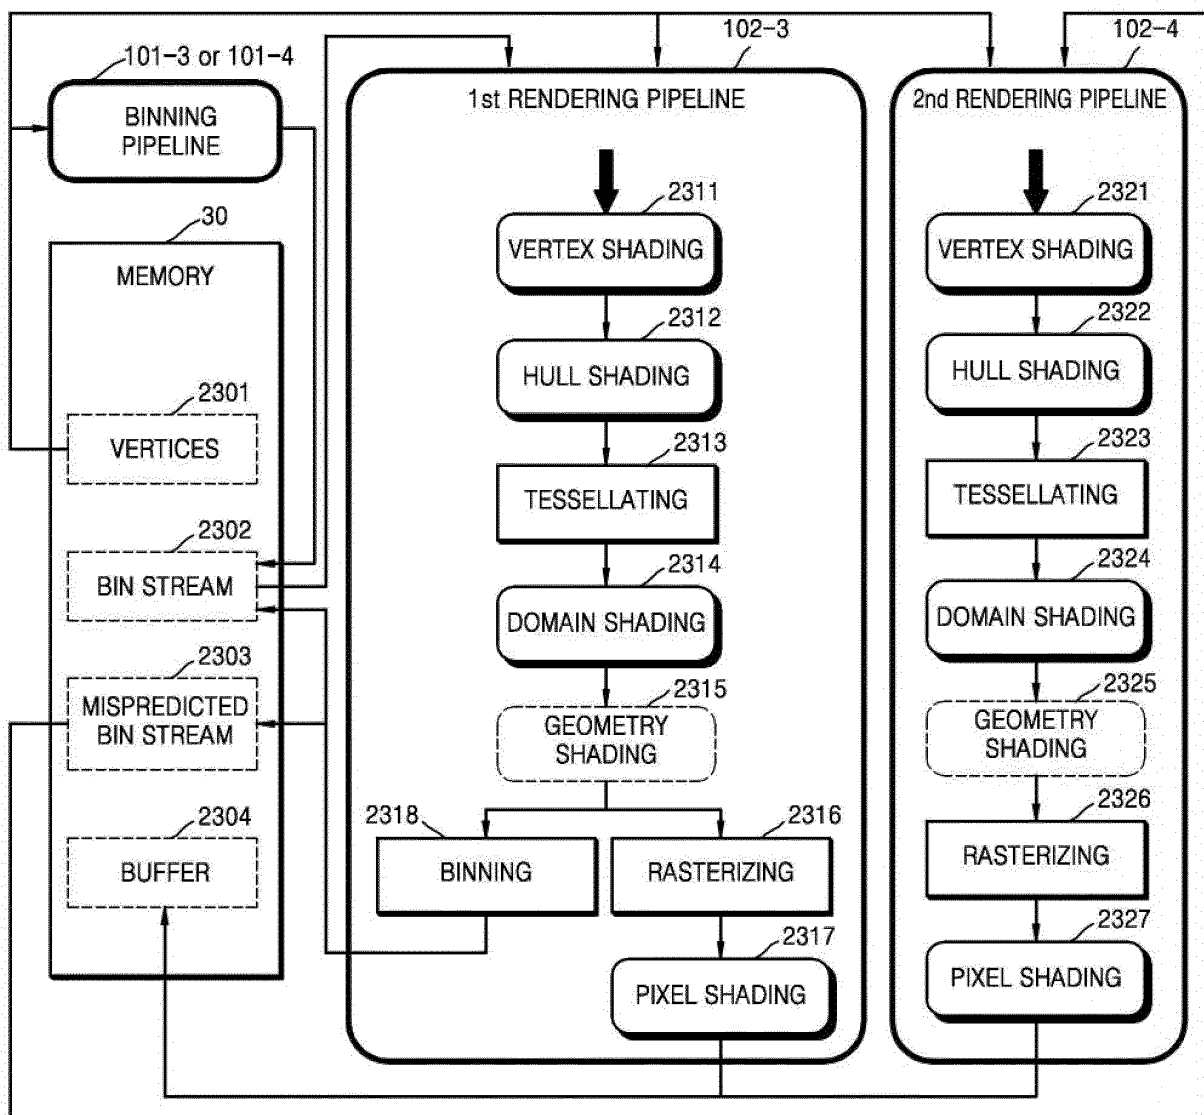 102-3
102-4
101-3 or 101-4
BINNING
PIPELINE
1st RENDERING PIPELINE
2nd RENDERING PIPELINE
30
MEMORY
2301
VERTICES
2302
BIN STREAM
2303
MISPREDICTED
BIN STREAM
2304
BUFFER
2311
VERTEX SHADING
2312
HULL SHADING
2313
TESSELLATING
2314
DOMAIN SHADING
2315
GEOMETRY
SHADING
2318
BINNING
2316
RASTERIZING
2317
PIXEL SHADING
2321
VERTEX SHADING
2322
HULL SHADING
2323
TESSELLATING
2324
DOMAIN SHADING
2325
GEOMETRY
SHADING
2326
RASTERIZING
2327
PIXEL SHADING